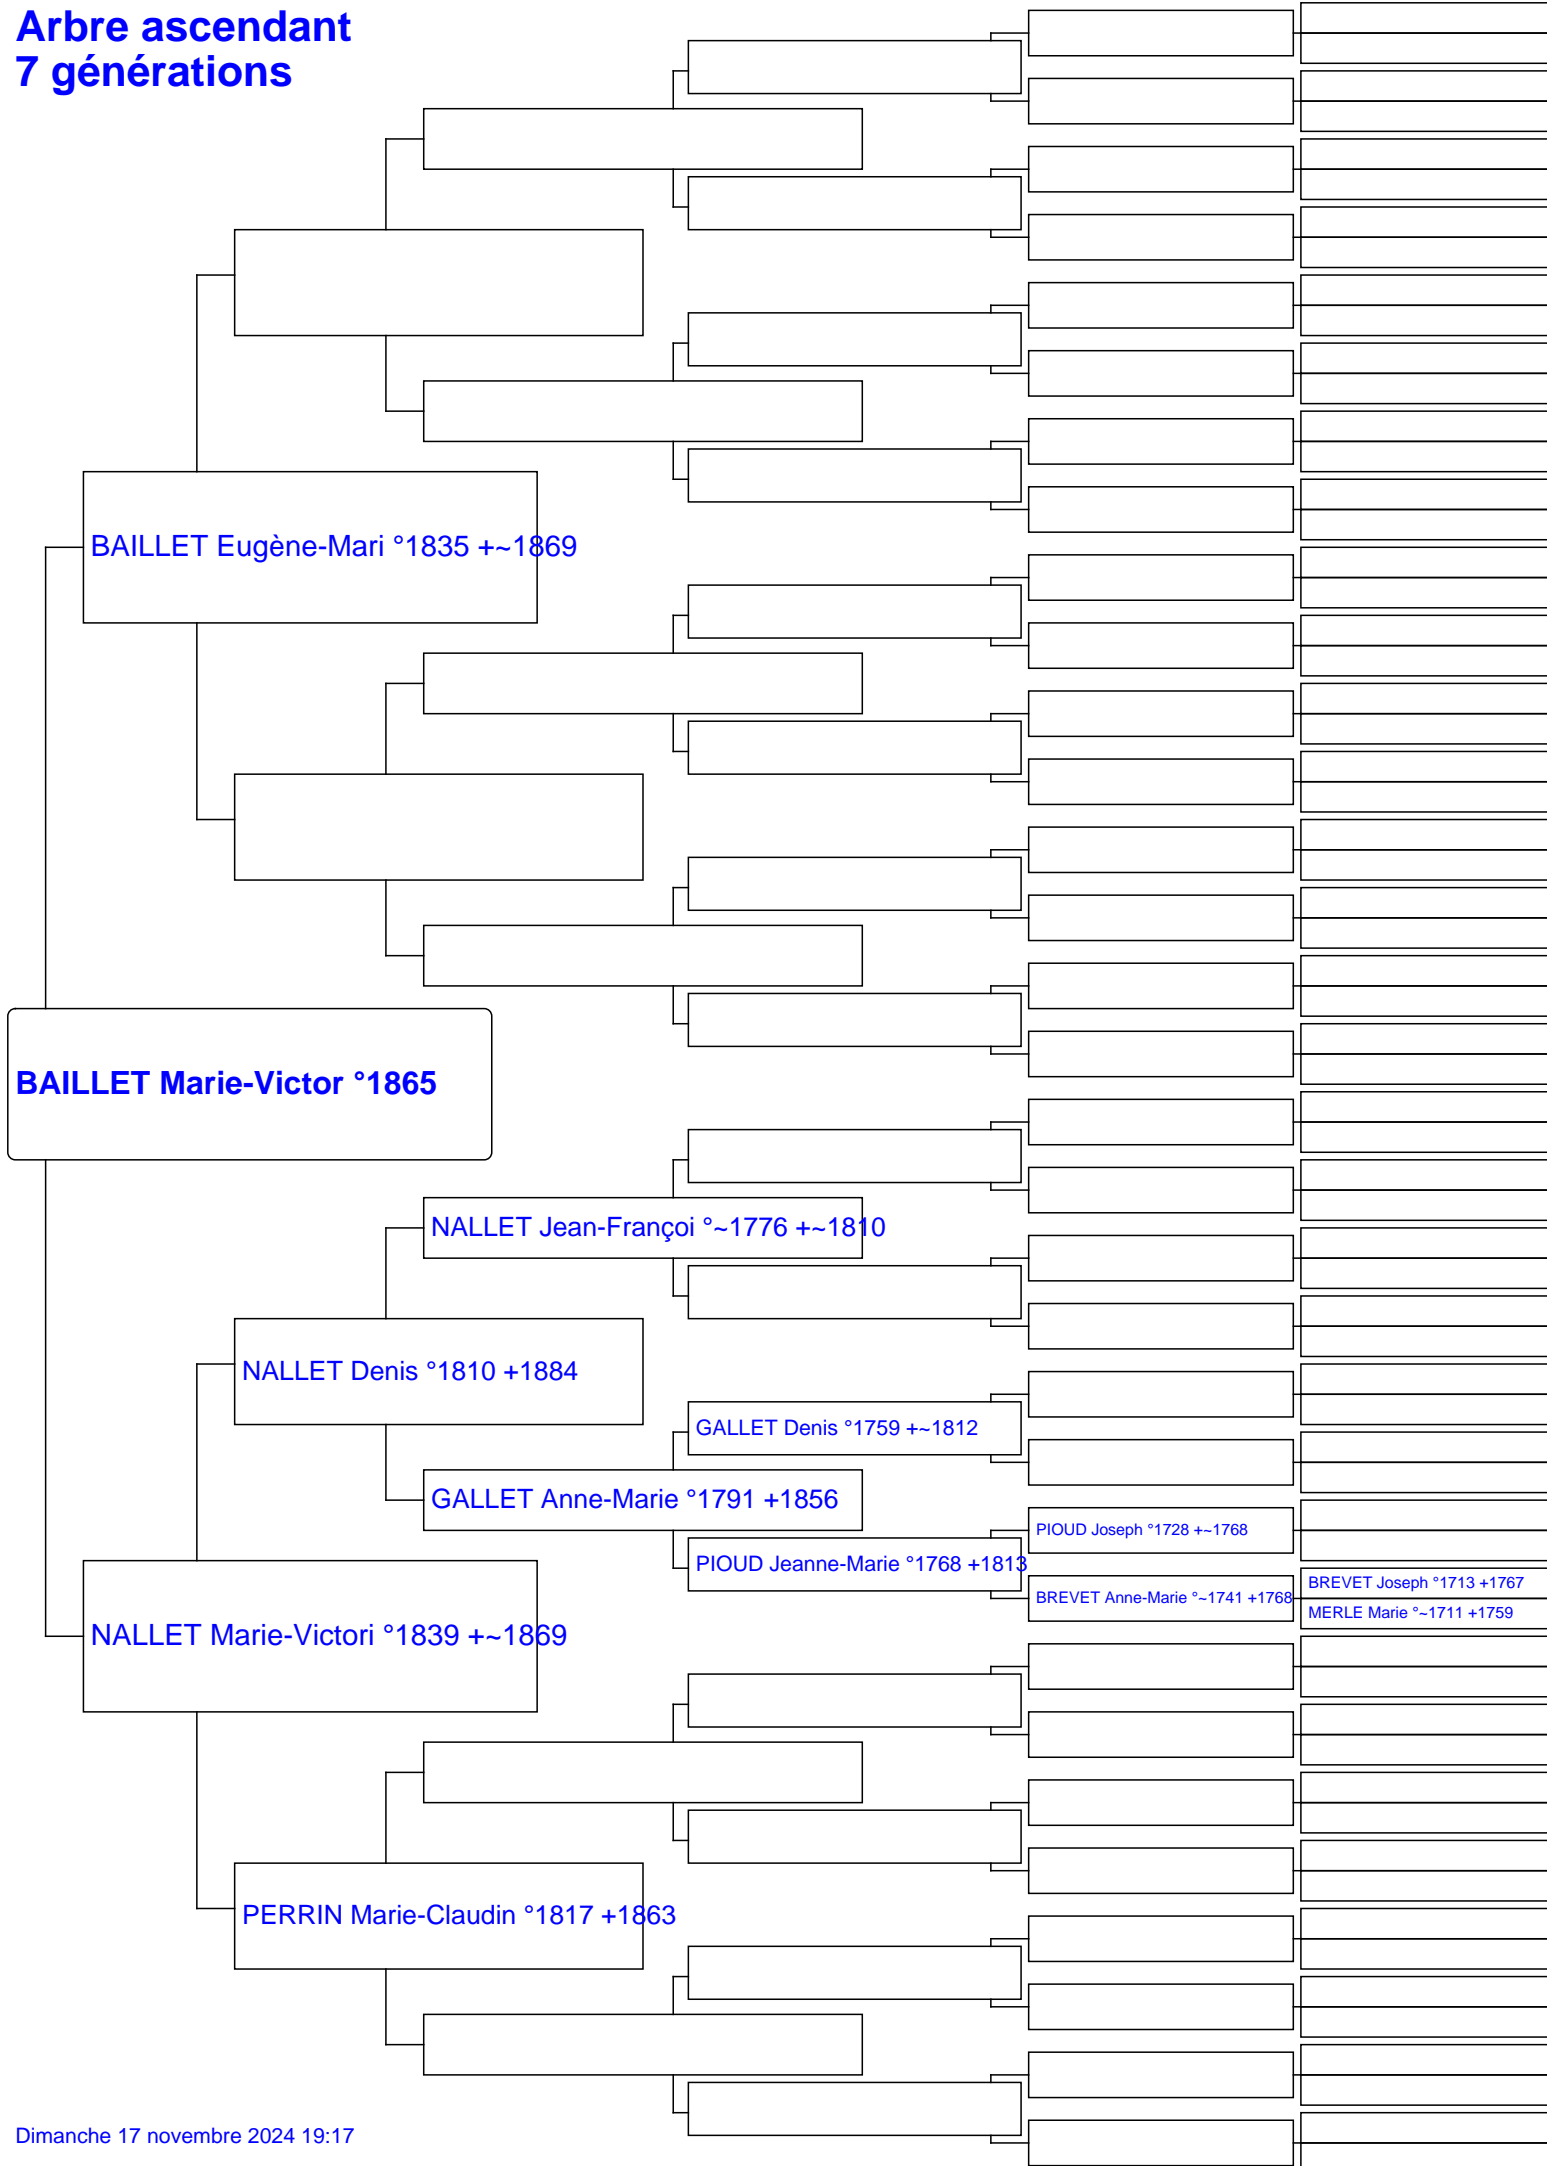 Arbre ascendant
7 générations
BAILLET Eugène-Mari °1835 +~1869
BAILLET Marie-Victor °1865
NALLET Jean-Françoi °~1776 +~1810
NALLET Denis °1810 +1884
GALLET Denis °1759 +~1812
GALLET Anne-Marie °1791 +1856
PIOUD Joseph °1728 +~1768
PIOUD Jeanne-Marie °1768 +1813
BREVET Joseph °1713 +1767
BREVET Anne-Marie °~1741 +1768
MERLE Marie °~1711 +1759
NALLET Marie-Victori °1839 +~1869
PERRIN Marie-Claudin °1817 +1863
Dimanche 17 novembre 2024 19:17